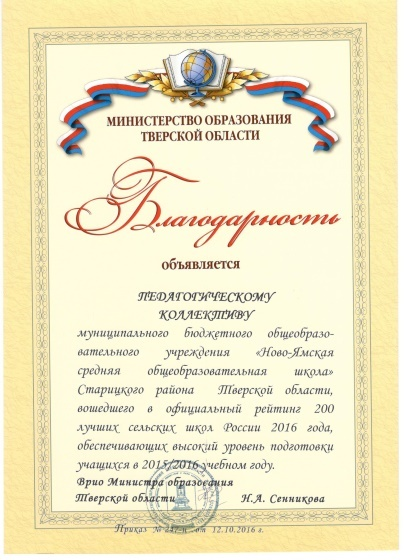 МИНИСТЕРСТВО ОБРАЗОВАНИЯ
ТВЕРСКОЙ ОБЛАСТИ
Благодарность
объявляется
ПЕДАГОГИЧЕСКОМУ
КОЛЛЕКТИВУ
муниципального бюджетного общеобразо-
вательного учреждения «Ново-Ямская
средняя общеобразовательная школа»
Старицкого района Тверской области,
вошедшего в официальный рейтинг 200
лучших сельских школ России 2016 года,
обеспечивающих высокий уровень подготовки
учащихся в 2015/2016 учебном году.
Врио Министра образования
Тверской области Н.А. Сенникова
Приказ от 12.10.2016 г.